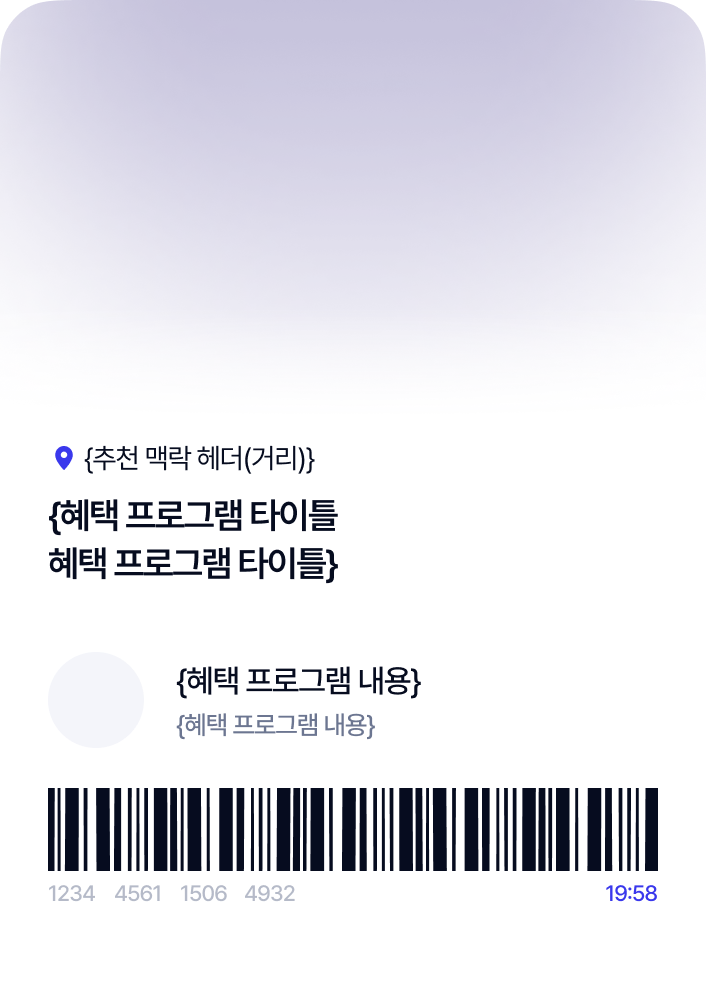 {추천 맥락 헤더(거리)}
{혜택 프로그램 타이틀
혜택 프로그램 타이틀}
{혜택 프로그램 내용}
{혜택 프로그램 내용}
1234 4561 1506 4932 19:58